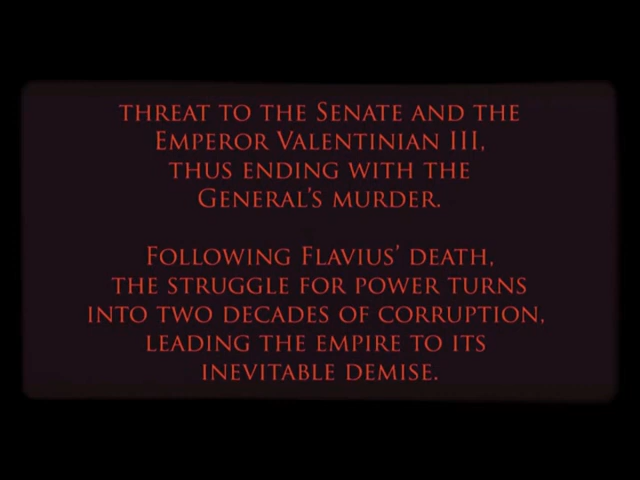 THREAT TO THE SENATE AND THE
EMPEROR VALENTINIAN III,
THUS ENDING WITH THE
GENERAL'S MURDER.
FOLLOWING FLAVIUS' DEATH,
THE STRUGGLE FOR POWER TURNS
INTO TWO DECADES OF CORRUPTION,
LEADING THE EMPIRE TO ITS
INEVITABLE DEMISE.